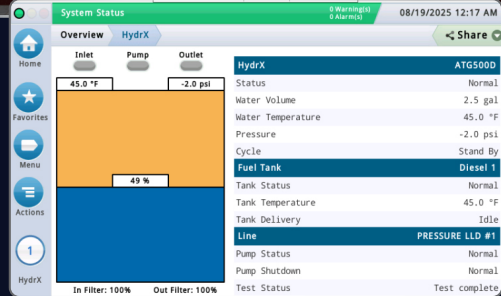 System Status
0 Warning(s)
0 Alarm(s)
08/19/2025 12:17 AM
Overview HydrX
Share
Home
Favorites
Menu
Actions
1
HydrX
Inlet Pump Outlet
45.0 °F -2.0 psi
49 %
In Filter: 100% Out Filter: 100%
HydrX ATG500D
Status Normal
Water Volume 2.5 gal
Water Temperature 45.0 °F
Pressure -2.0 psi
Cycle Stand By
Fuel Tank Diesel 1
Tank Status Normal
Tank Temperature 45.0 °F
Tank Delivery Idle
Line PRESSURE LLD #1
Pump Status Normal
Pump Shutdown Normal
Test Status Test complete